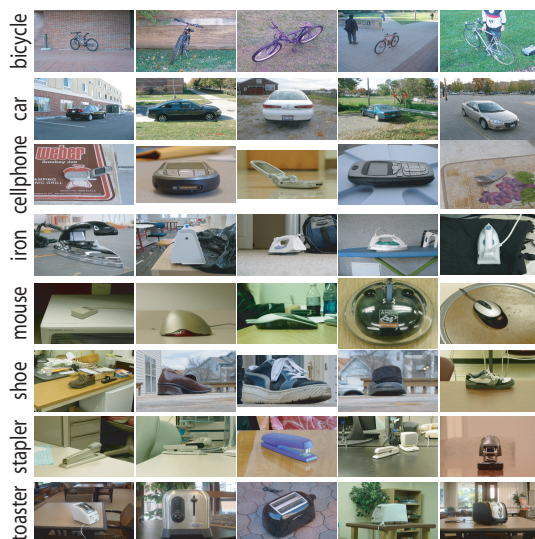 bicycle
car
cellphone
weber
iron
mouse
shoe
stapler
toaster